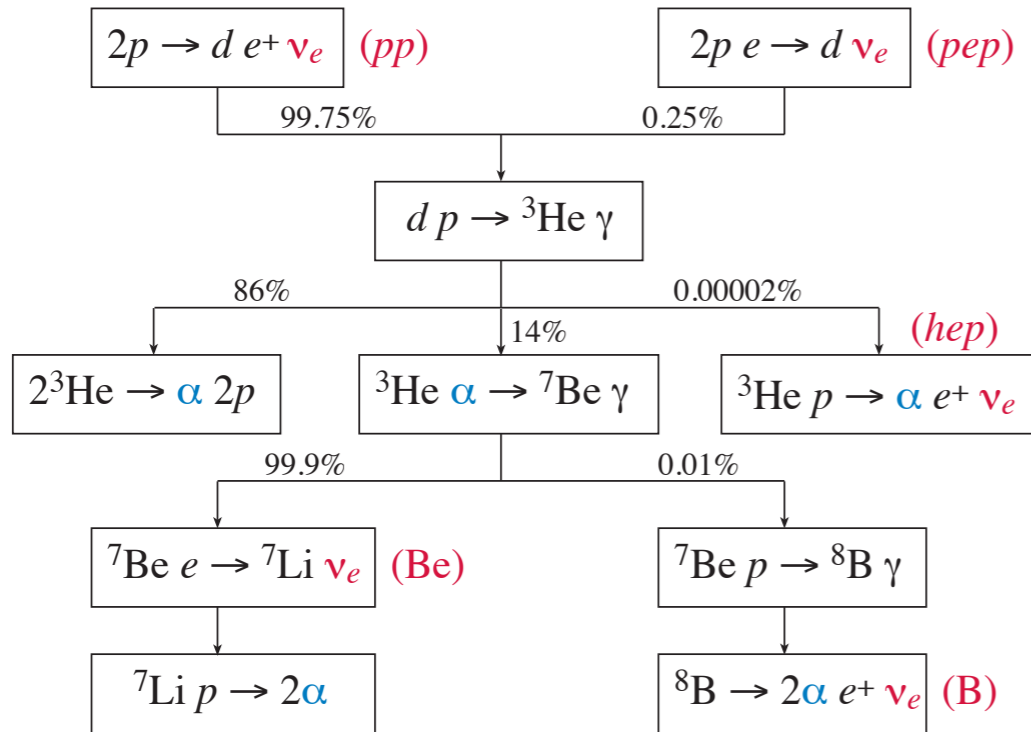 2p → d e⁺ νₑ (pp) 2p e → d νₑ (pep)
99.75% 0.25%
d p → ³He γ
86% 0.00002%
14% (hep)
2³He → α 2p ³He α → ⁷Be γ ³He p → α e⁺ νₑ
99.9% 0.01%
⁷Be e → ⁷Li νₑ (Be) ⁷Be p → ⁸B γ
⁷Li p → 2α ⁸B → 2α e⁺ νₑ (B)